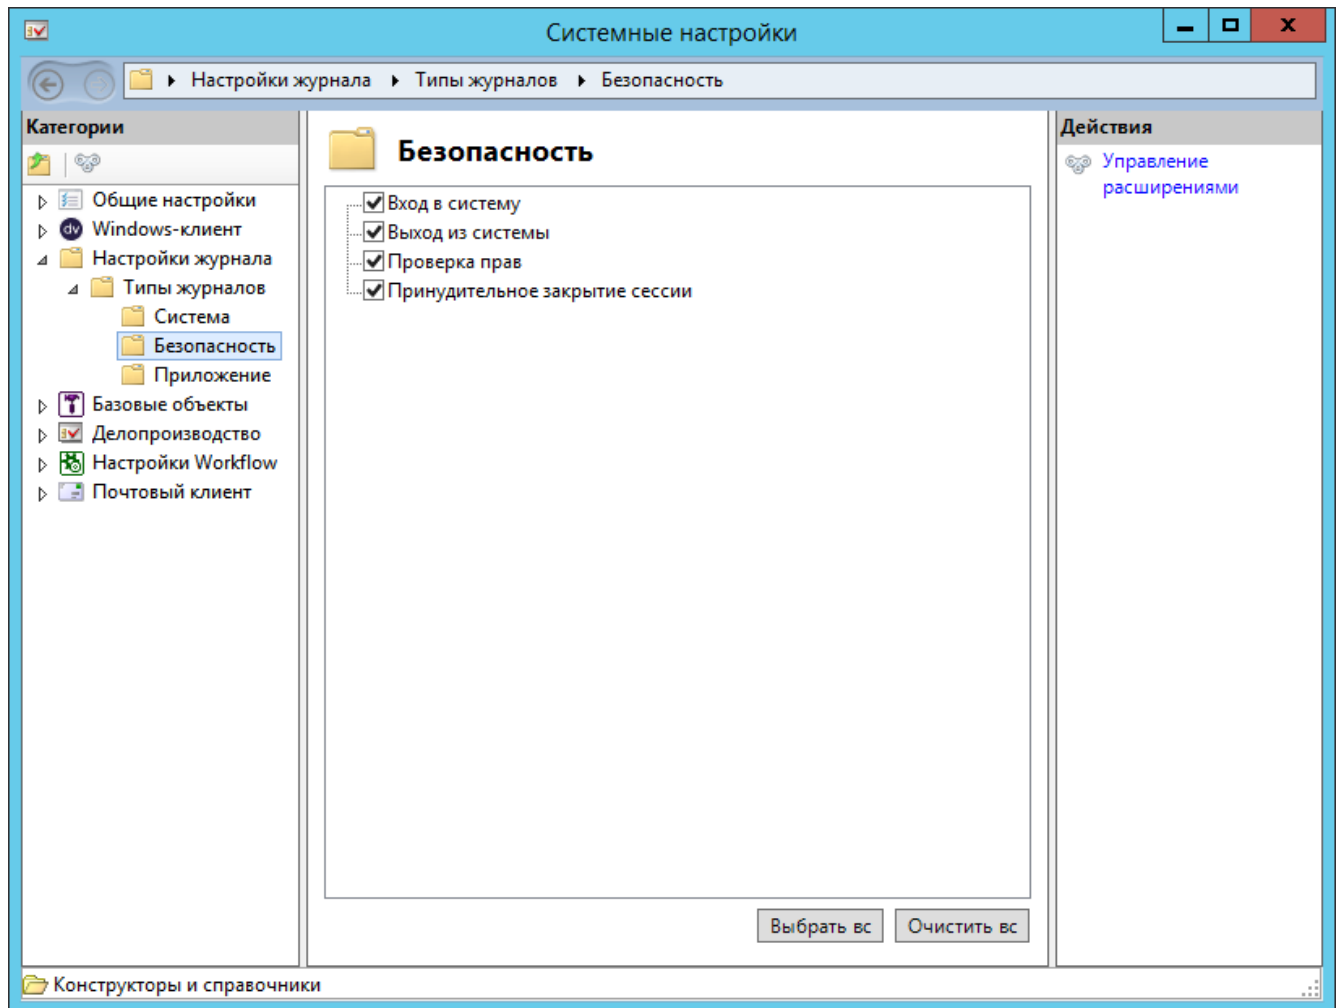 Системные настройки
Настройки журнала Типы журналов Безопасность
Категории
Общие настройки
dv Windows-клиент
Настройки журнала
Типы журналов
Система
Безопасность
Приложение
Базовые объекты
Делопроизводство
Настройки Workflow
Почтовый клиент
Безопасность
Вход в систему
Выход из системы
Проверка прав
Принудительное закрытие сессии
Выбрать вс Очистить вс
Действия
Управление
расширениями
Конструкторы и справочники